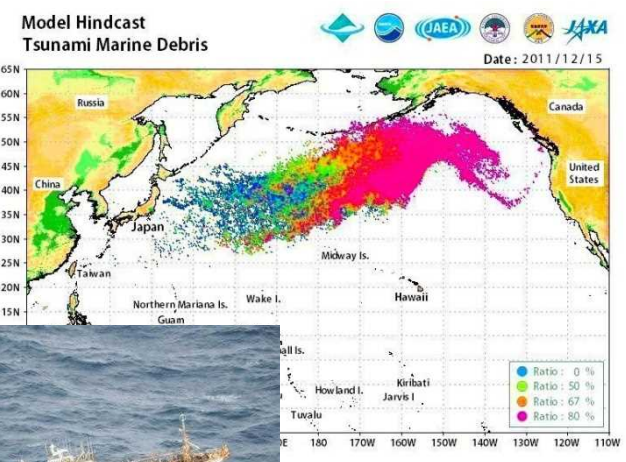 Model Hindcast
Tsunami Marine Debris
JAEA
JAXA
Date: 2011/12/15
65N
60N
55N
50N
45N
40N
35N
30N
25N
20N
15N
Russia
Canada
China
United
States
Japan
Taiwan
Midway Is.
Hawaii
Northern Mariana Is.
Wake I.
Guam
all Is.
Howland I.
Kiribati
Jarvis I
Tuvalu
Ratio: 0 %
Ratio: 50 %
Ratio: 67 %
Ratio: 80 %
0E
180
170W
160W
150W
140W
130W
120W
110W